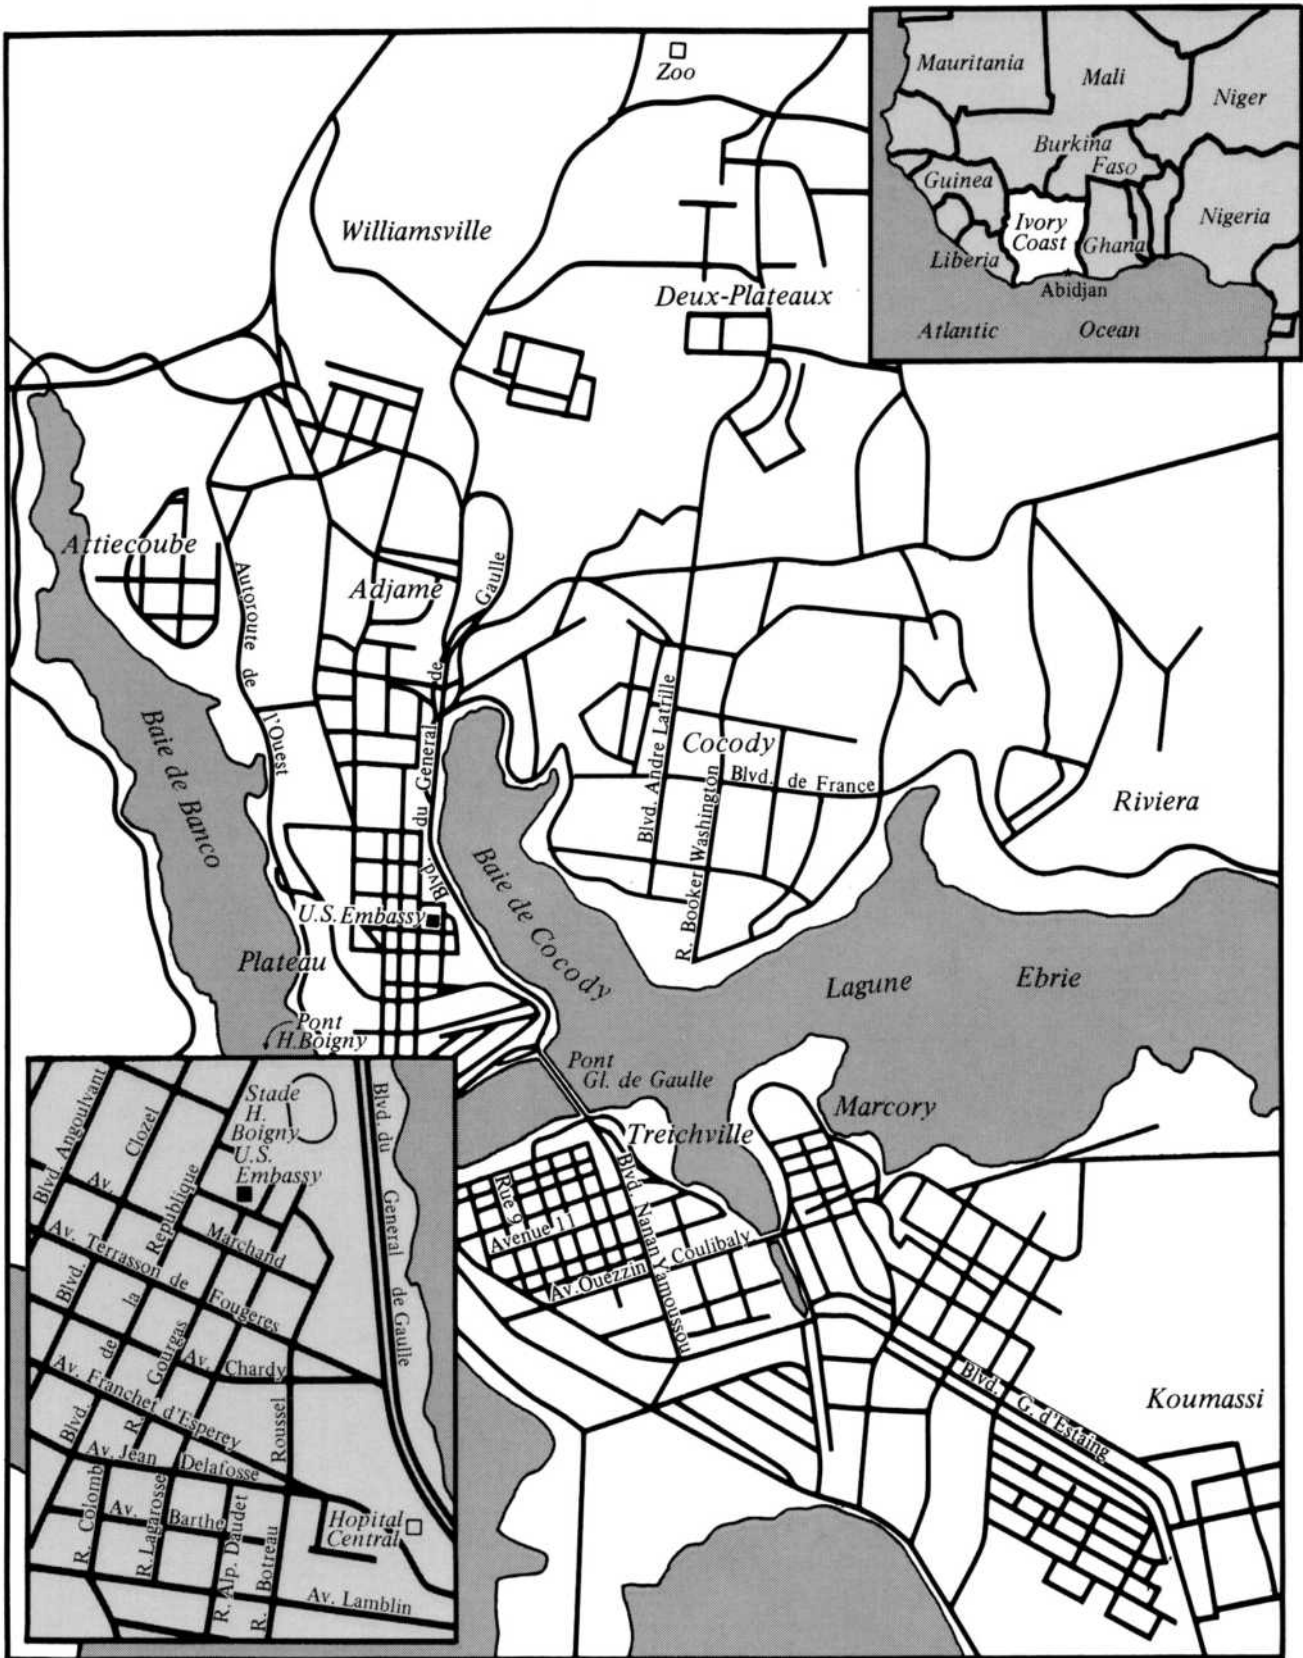 Zoo
Williamsville
Deux-Plateaux
Mauritania
Mali
Niger
Burkina
Faso
Guinea
Ivory
Coast
Ghana
Nigeria
Liberia
Abidjan
Atlantic Ocean
Attiecoube
Adjame
Autoroute de l'Ouest
Blvd. du General de Gaulle
Baie de Banco
Cocody
Blvd. Andre Latrille
Blvd. de France
R. Booker Washington
Riviera
U.S. Embassy
Baie de Cocody
Plateau
Lagune Ebrie
Pont
H. Boigny
Pont
Gl. de Gaulle
Marcory
Treichville
Rue 9
Avenue 11
Blvd. Nanan Yamoussou
Av. Ouezzin Coulibaly
Blvd. G. d'Estaing
Koumassi
Stade
H.
Boigny
U.S.
Embassy
Blvd. Angoulvant
Clozel
Av. Marchand
Blvd. de la Republique
Av. Terrasson de Fougeres
Blvd. du General de Gaulle
Blvd.
R. Gourgas
Av. Chardy
Av. Franchet d'Esperey
Roussel
Av. Jean Delafosse
R. Colomb
Av. Barthe
R. Lagarosse
R. Alp. Daudet
R. Botreau
Hopital
Central
Av. Lamblin